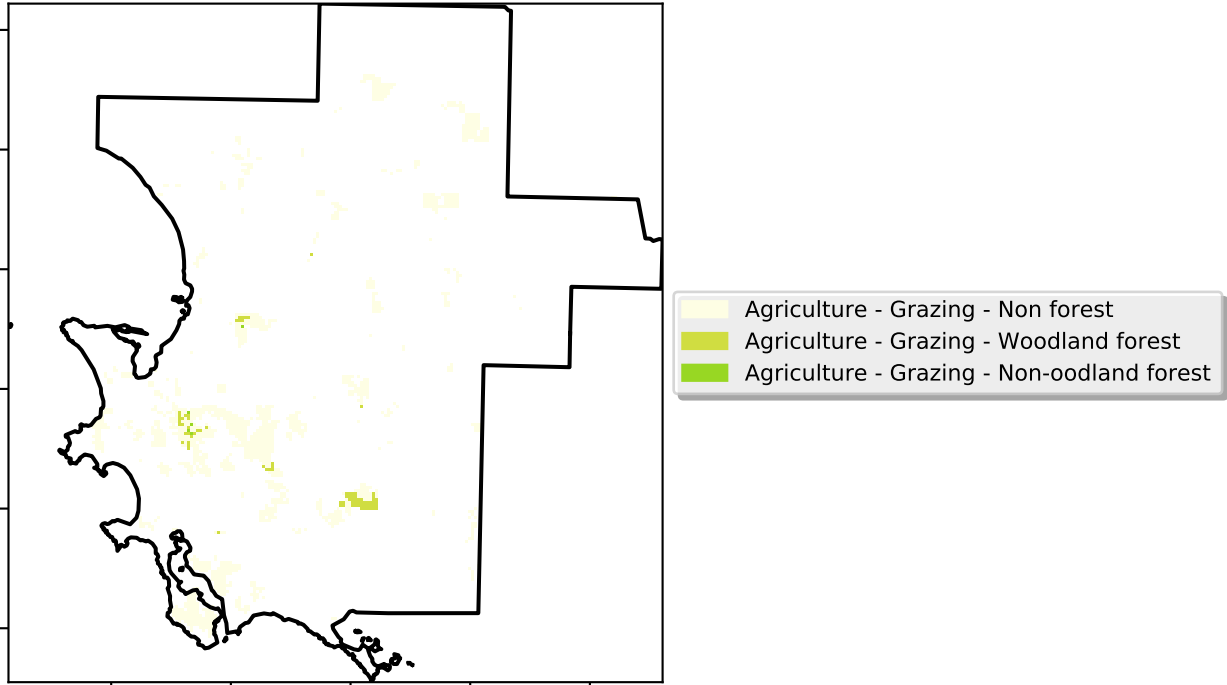 Agriculture - Grazing - Non forest
Agriculture - Grazing - Woodland forest
Agriculture - Grazing - Non-oodland forest